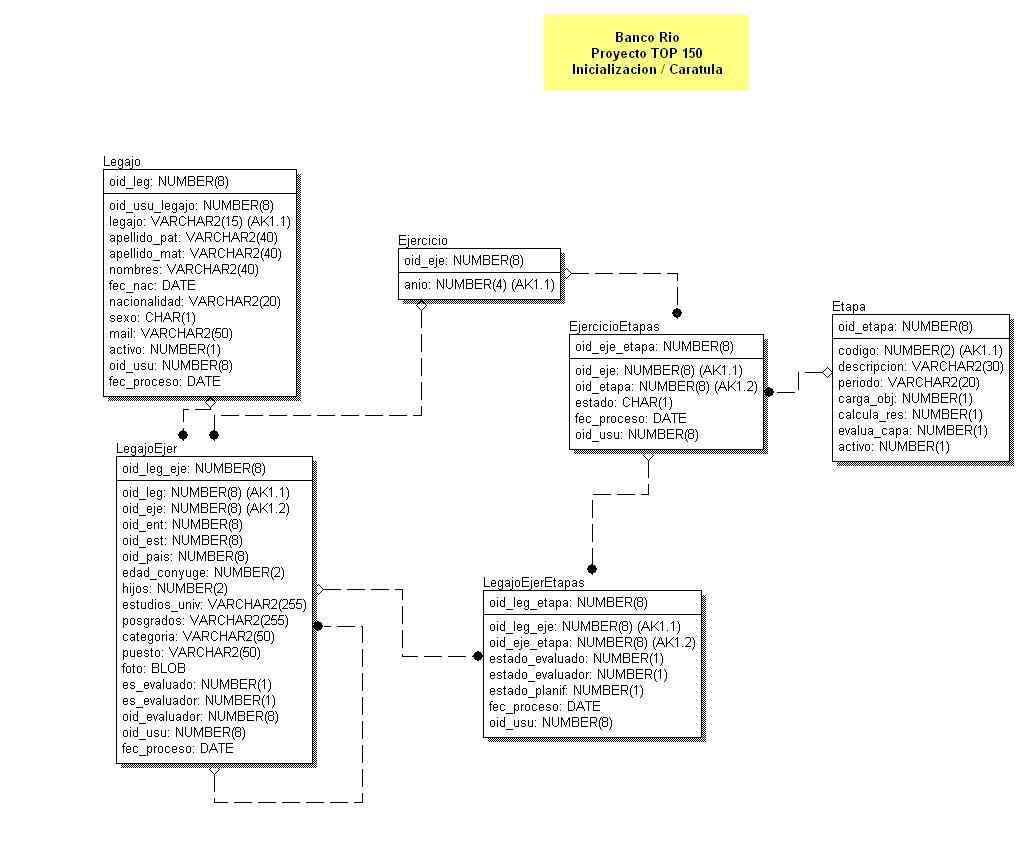 Banco Rio
Proyecto TOP 150
Inicializacion / Caratula
Legajo
oid_leg: NUMBER(8)
oid_usu_legajo: NUMBER(8)
legajo: VARCHAR2(15) (AK1.1)
apellido_pat: VARCHAR2(40)
apellido_mat: VARCHAR2(40)
nombres: VARCHAR2(40)
fec_nac: DATE
nacionalidad: VARCHAR2(20)
sexo: CHAR(1)
mail: VARCHAR2(50)
activo: NUMBER(1)
oid_usu: NUMBER(8)
fec_proceso: DATE
Ejercicio
oid_eje: NUMBER(8)
anio: NUMBER(4) (AK1.1)
EjercicioEtapas
oid_eje_etapa: NUMBER(8)
oid_eje: NUMBER(8) (AK1.1)
oid_etapa: NUMBER(8) (AK1.2)
estado: CHAR(1)
fec_proceso: DATE
oid_usu: NUMBER(8)
Etapa
oid_etapa: NUMBER(8)
codigo: NUMBER(2) (AK1.1)
descripcion: VARCHAR2(30)
periodo: VARCHAR2(20)
carga_obj: NUMBER(1)
calcula_res: NUMBER(1)
evalua_capa: NUMBER(1)
activo: NUMBER(1)
LegajoEjer
oid_leg_eje: NUMBER(8)
oid_leg: NUMBER(8) (AK1.1)
oid_eje: NUMBER(8) (AK1.2)
oid_ent: NUMBER(8)
oid_est: NUMBER(8)
oid_pais: NUMBER(8)
edad_conyuge: NUMBER(2)
hijos: NUMBER(2)
estudios_univ: VARCHAR2(255)
posgrados: VARCHAR2(255)
categoria: VARCHAR2(50)
puesto: VARCHAR2(50)
foto: BLOB
es_evaluado: NUMBER(1)
es_evaluador: NUMBER(1)
oid_evaluador: NUMBER(8)
oid_usu: NUMBER(8)
fec_proceso: DATE
LegajoEjerEtapas
oid_leg_etapa: NUMBER(8)
oid_leg_eje: NUMBER(8) (AK1.1)
oid_eje_etapa: NUMBER(8) (AK1.2)
estado_evaluado: NUMBER(1)
estado_evaluador: NUMBER(1)
estado_planif: NUMBER(1)
fec_proceso: DATE
oid_usu: NUMBER(8)